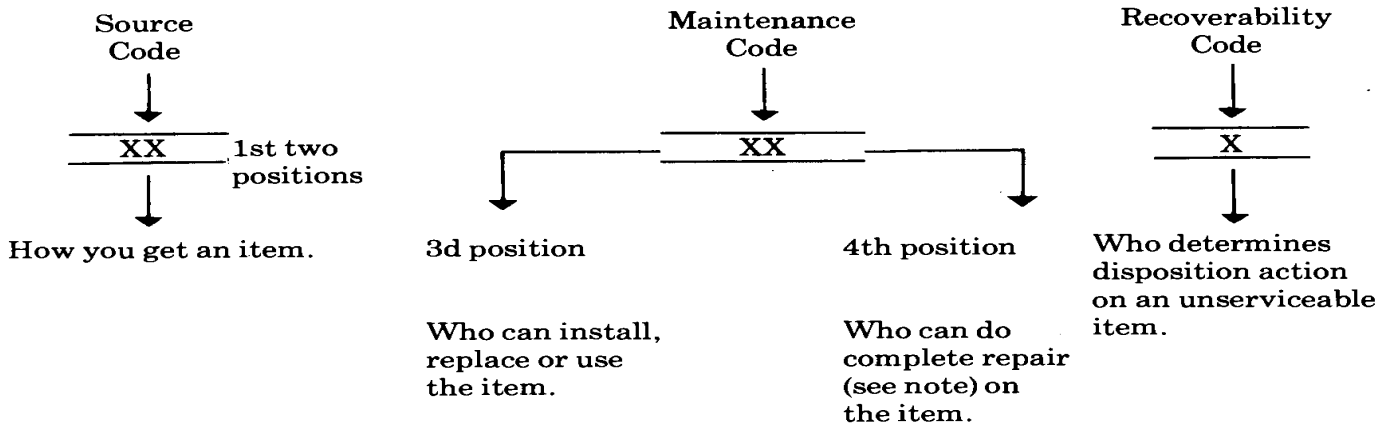 Source
Code
XX
1st two
positions
How you get an item.
Maintenance
Code
XX
3d position
Who can install,
replace or use
the item.
4th position
Who can do
complete repair
(see note) on
the item.
Recoverability
Code
X
Who determines
disposition action
on an unserviceable
item.